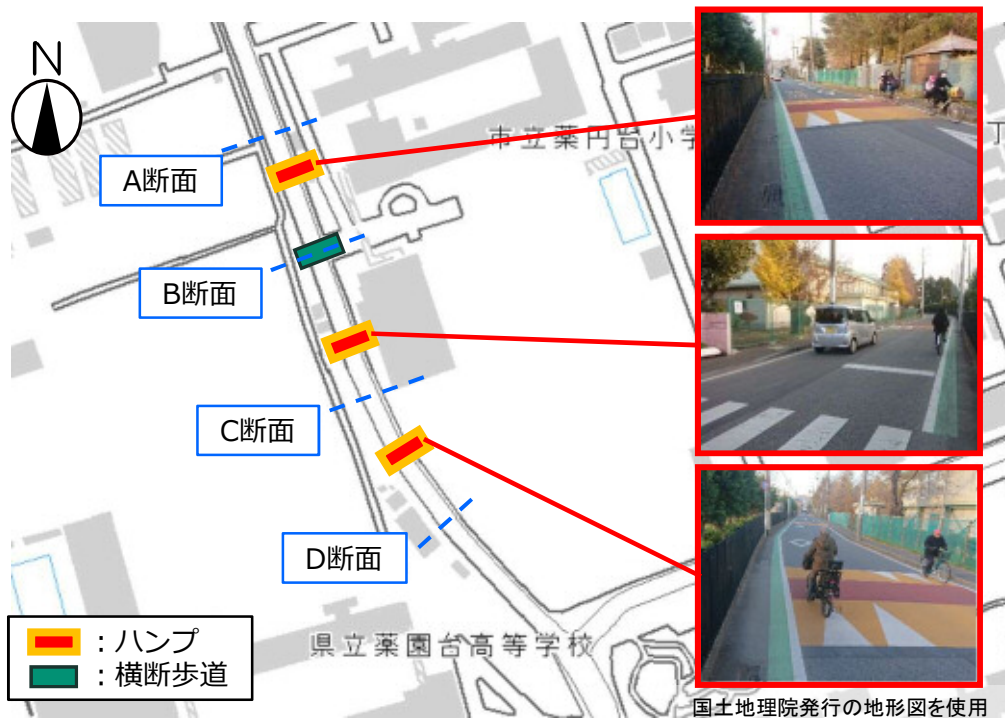 N
市立薬円台小学
A断面
B断面
C断面
D断面
：ハンプ
：横断歩道
県立薬園台高等学校
国土地理院発行の地形図を使用